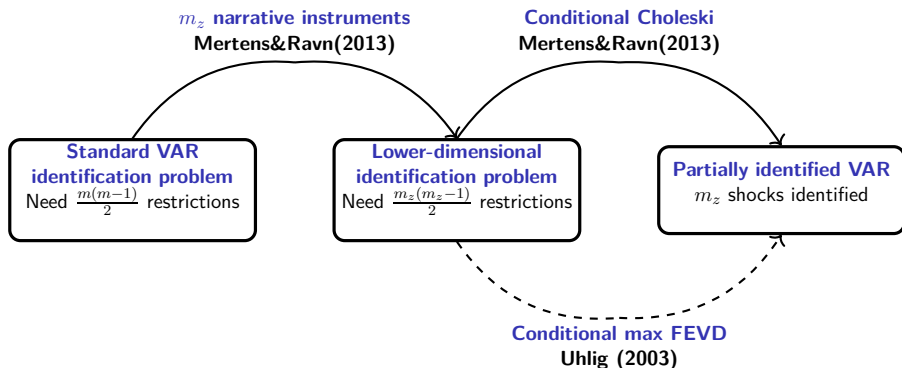 m_z narrative instruments
Mertens&Ravn(2013)
Conditional Choleski
Mertens&Ravn(2013)
Standard VAR
identification problem
Need \frac{m(m-1)}{2} restrictions
Lower-dimensional
identification problem
Need \frac{m_z(m_z-1)}{2} restrictions
Partially identified VAR
m_z shocks identified
Conditional max FEVD
Uhlig (2003)